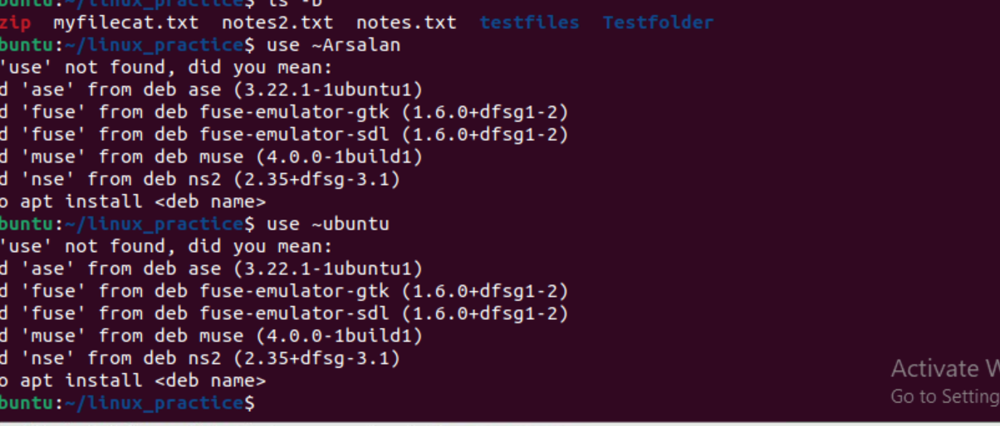 buntu:~/linux_practice$ ls -b
zip myfilecat.txt notes2.txt notes.txt testfiles Testfolder
buntu:~/linux_practice$ use ~Arsalan
'use' not found, did you mean:
d 'ase' from deb ase (3.22.1-1ubuntu1)
d 'fuse' from deb fuse-emulator-gtk (1.6.0+dfsg1-2)
d 'fuse' from deb fuse-emulator-sdl (1.6.0+dfsg1-2)
d 'muse' from deb muse (4.0.0-1build1)
d 'nse' from deb ns2 (2.35+dfsg-3.1)
o apt install <deb name>
buntu:~/linux_practice$ use ~ubuntu
'use' not found, did you mean:
d 'ase' from deb ase (3.22.1-1ubuntu1)
d 'fuse' from deb fuse-emulator-gtk (1.6.0+dfsg1-2)
d 'fuse' from deb fuse-emulator-sdl (1.6.0+dfsg1-2)
d 'muse' from deb muse (4.0.0-1build1)
d 'nse' from deb ns2 (2.35+dfsg-3.1)
o apt install <deb name>
buntu:~/linux_practice$
Activate W
Go to Setting